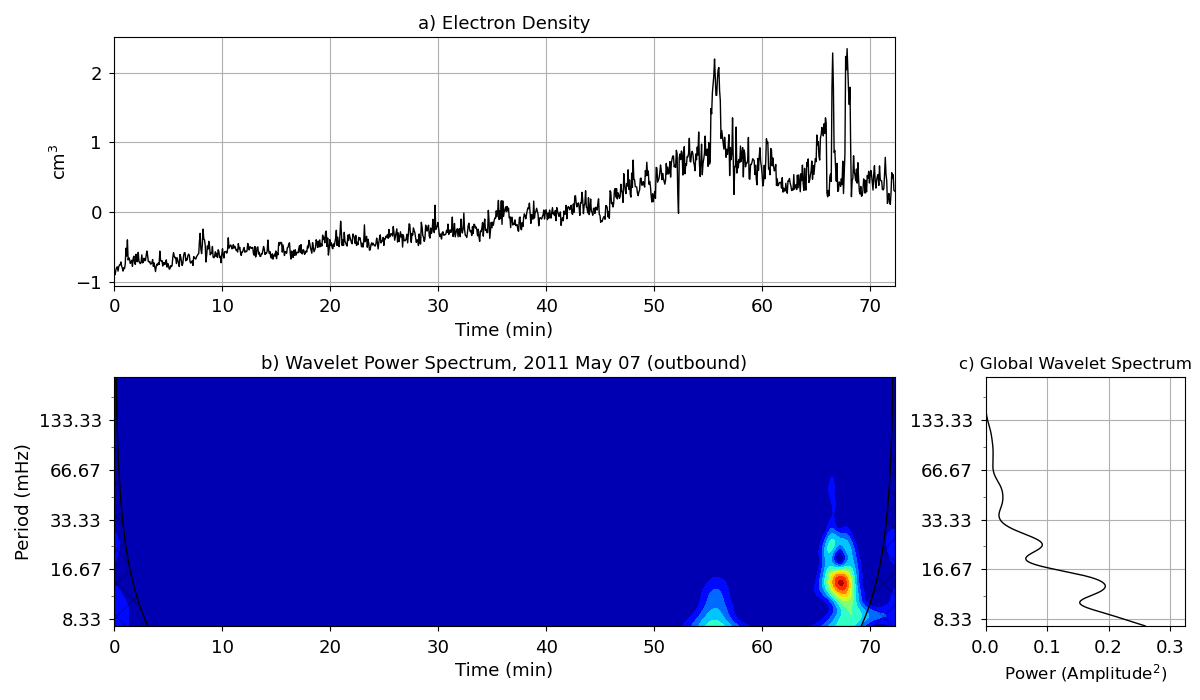 a) Electron Density
cm³
2
1
0
−1
0 10 20 30 40 50 60 70
Time (min)
b) Wavelet Power Spectrum, 2011 May 07 (outbound)
Period (mHz)
133.33
66.67
33.33
16.67
8.33
0 10 20 30 40 50 60 70
Time (min)
c) Global Wavelet Spectrum
133.33
66.67
33.33
16.67
8.33
0.0 0.1 0.2 0.3
Power (Amplitude²)